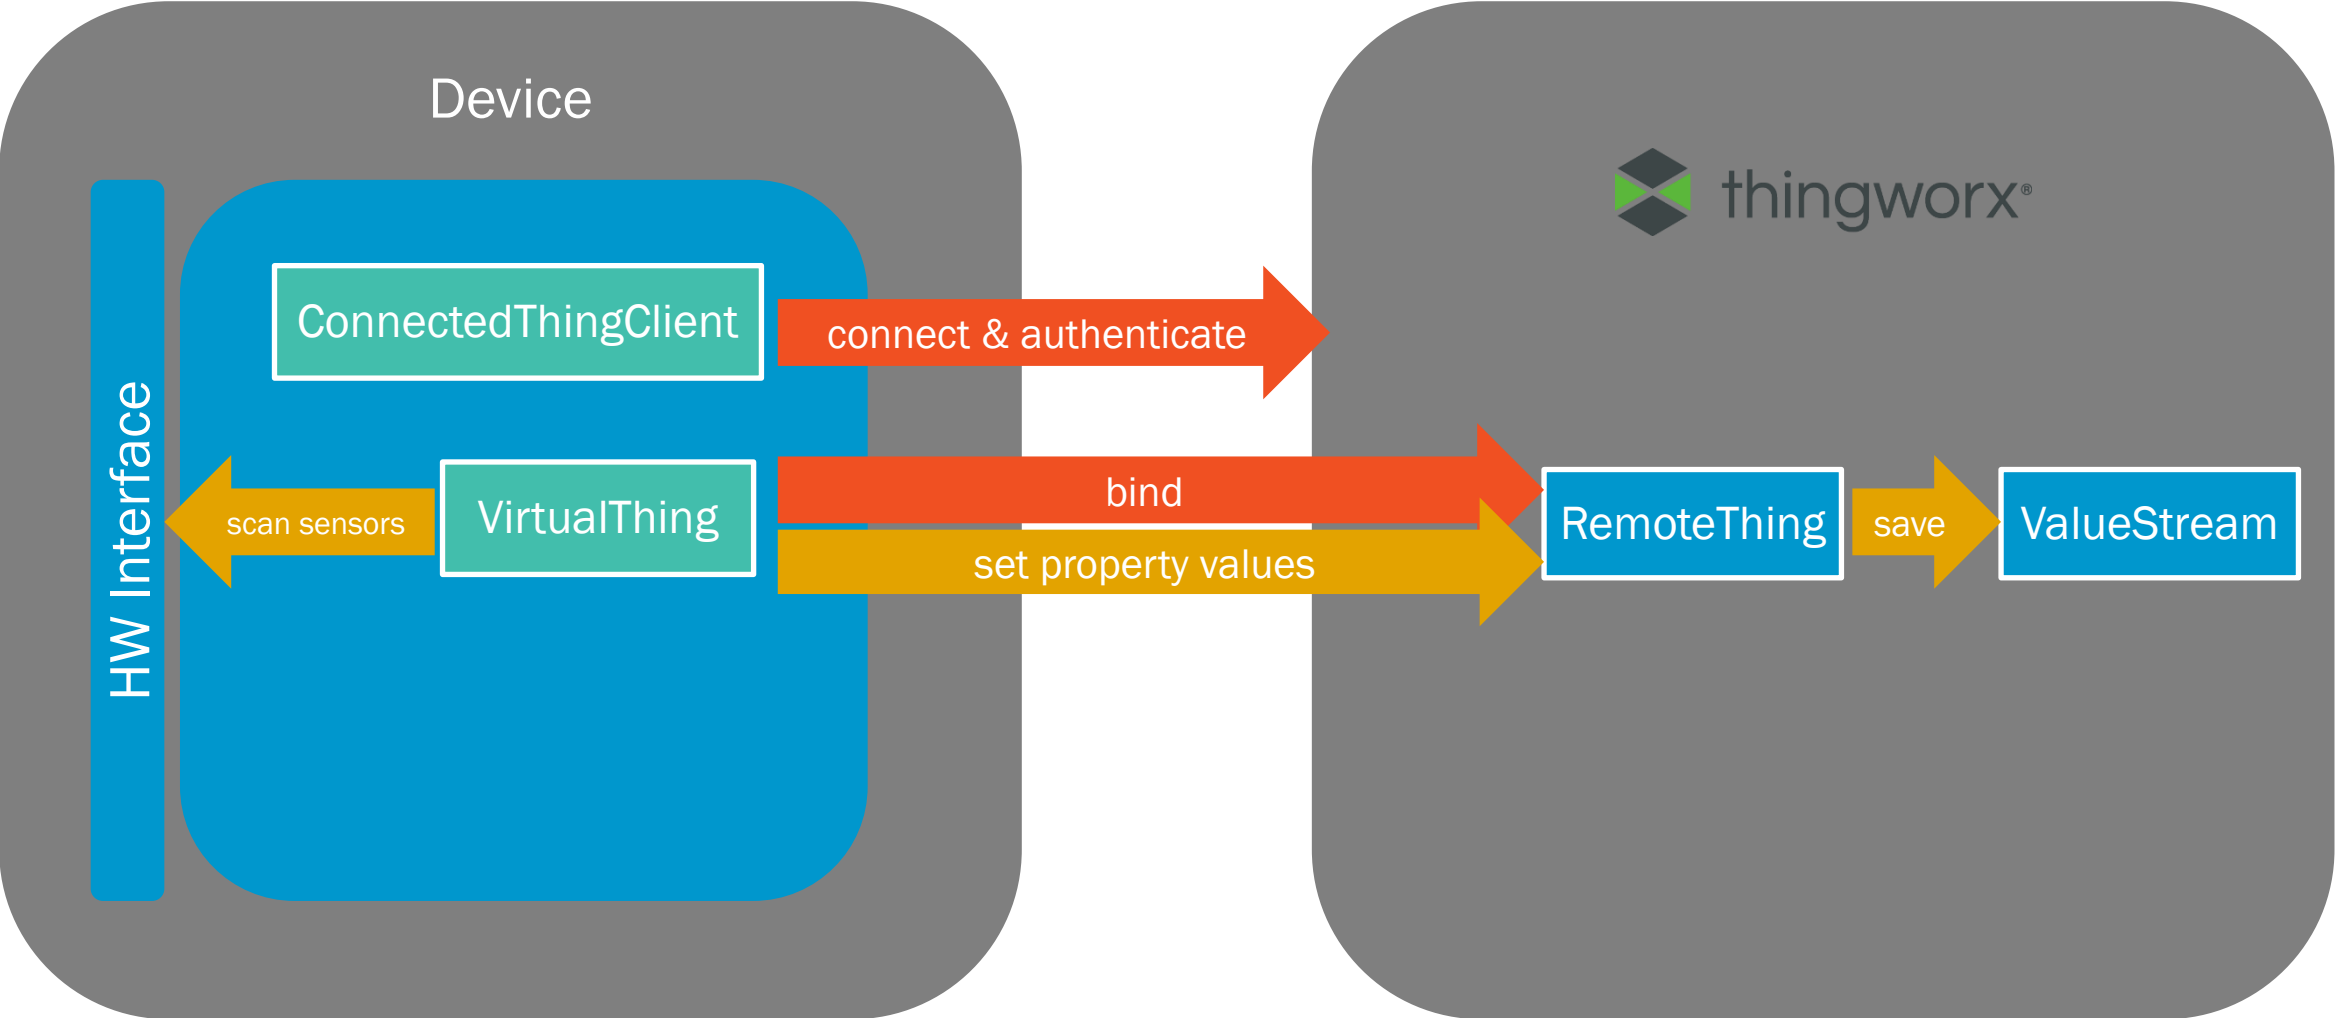 Device
thingworx®
ConnectedThingClient
connect & authenticate
HW Interface
scan sensors
VirtualThing
bind
set property values
RemoteThing
save
ValueStream